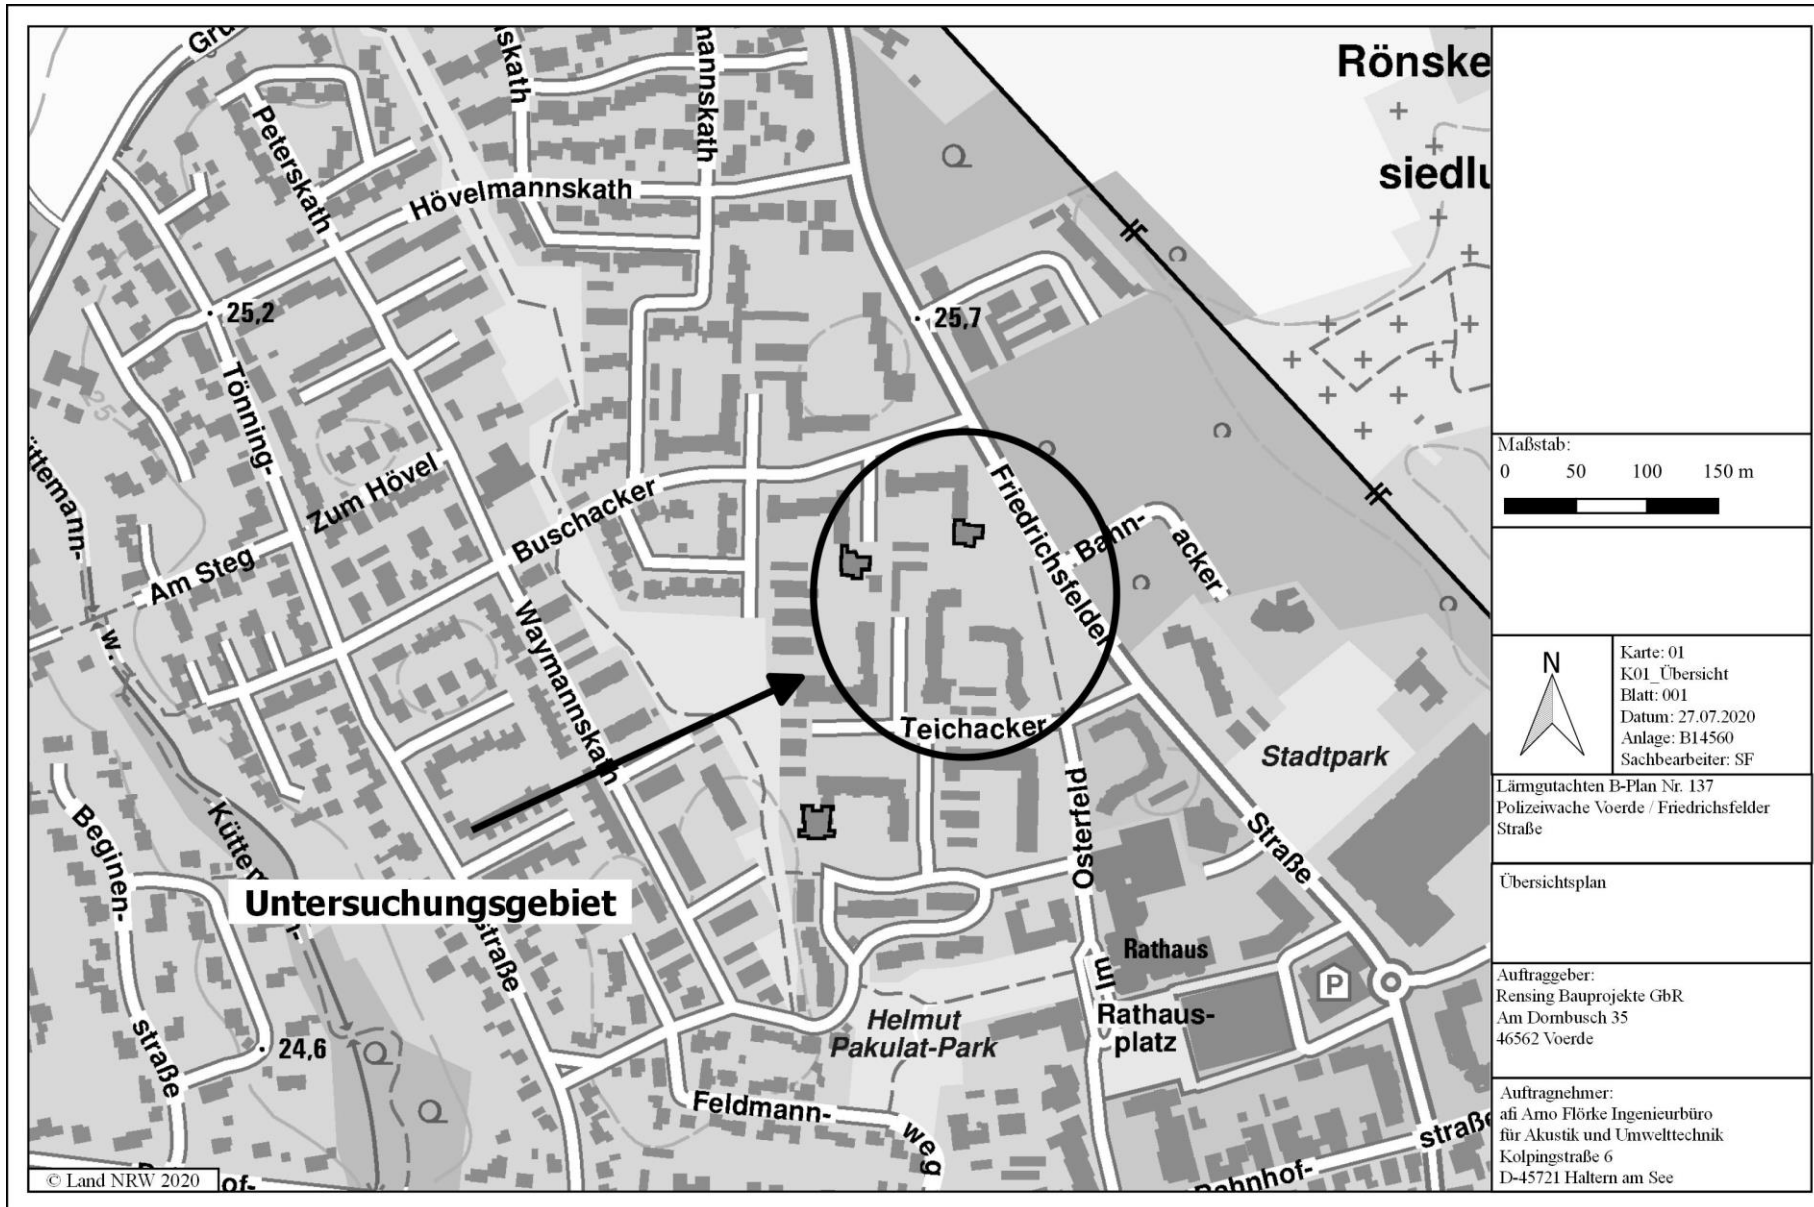 Rönske
siedlu
Peterskath
Hövelmannskath
25,2
25,7
Tönning-
Zum Hövel
Buschacker
Am Steg
Friedrichsfelder
Bahn-
acker
Waymannskath
Teichacker
Stadtpark
Osterfeld
Im
Straße
Untersuchungsgebiet
straße
Beginen-
straße
24,6
Rathaus
P
Rathaus-
platz
Helmut
Pakulat-Park
Feldmann-
weg
straße
Bahnhof-
© Land NRW 2020
Maßstab:
0 50 100 150 m
N
Karte: 01
K01_Übersicht
Blatt: 001
Datum: 27.07.2020
Anlage: B14560
Sachbearbeiter: SF
Lärmgutachten B-Plan Nr. 137
Polizeiwache Voerde / Friedrichsfelder
Straße
Übersichtsplan
Auftraggeber:
Rensing Bauprojekte GbR
Am Dornbusch 35
46562 Voerde
Auftragnehmer:
afi Arno Flörke Ingenieurbüro
für Akustik und Umwelttechnik
Kolpingstraße 6
D-45721 Haltern am See